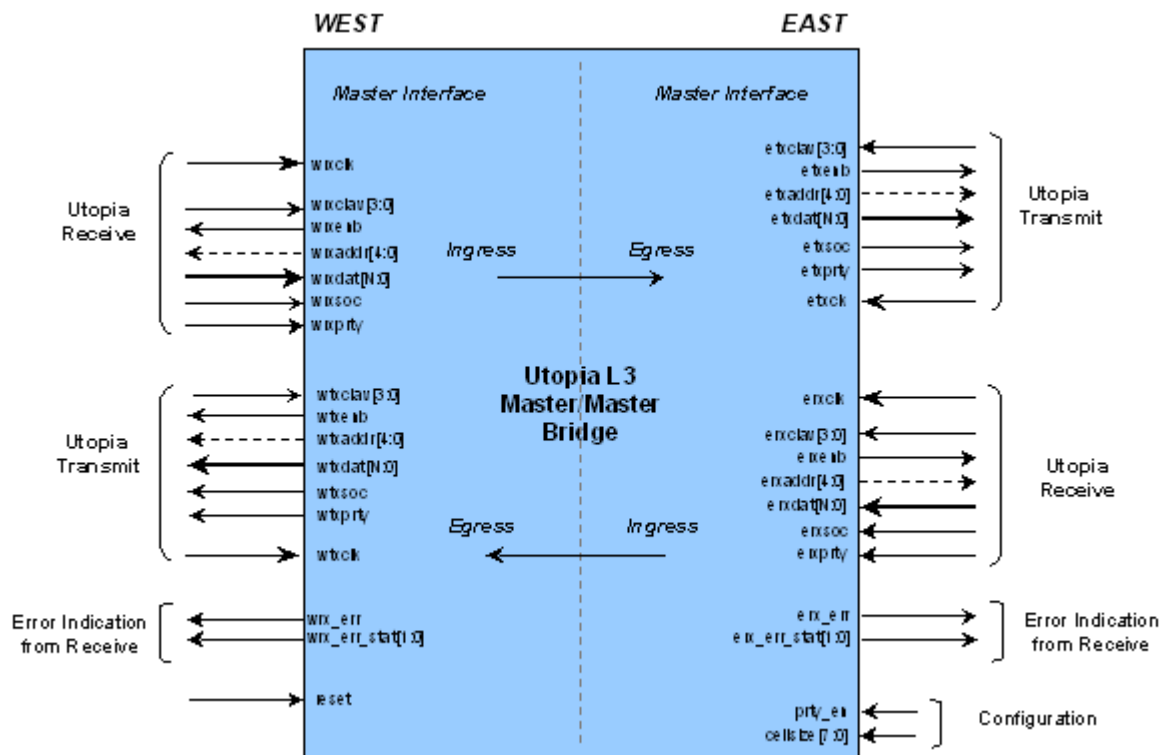 WEST
EAST
Master Interface
Master Interface
Utopia
Receive
wrxclk
wrxclav[3:0]
wrxenb
wrxaddr[4:0]
wrxdat[N:0]
wrxsoc
wrxprty
Ingress
Egress
etxclav[3:0]
etxenb
etxaddr[4:0]
etxdat[N:0]
etxsoc
etxprty
etxclk
Utopia
Transmit
Utopia L3
Master/Master
Bridge
Utopia
Transmit
wtxclav[3:0]
wtxenb
wtxaddr[4:0]
wtxdat[N:0]
wtxsoc
wtxprty
wtxclk
Egress
Ingress
erxclk
erxclav[3:0]
erxenb
erxaddr[4:0]
erxdat[N:0]
erxsoc
erxprty
Utopia
Receive
Error Indication
from Receive
wrx_err
wrx_err_stat[1:0]
erx_err
erx_err_stat[1:0]
Error Indication
from Receive
reset
prty_en
cellsize [7:0]
Configuration